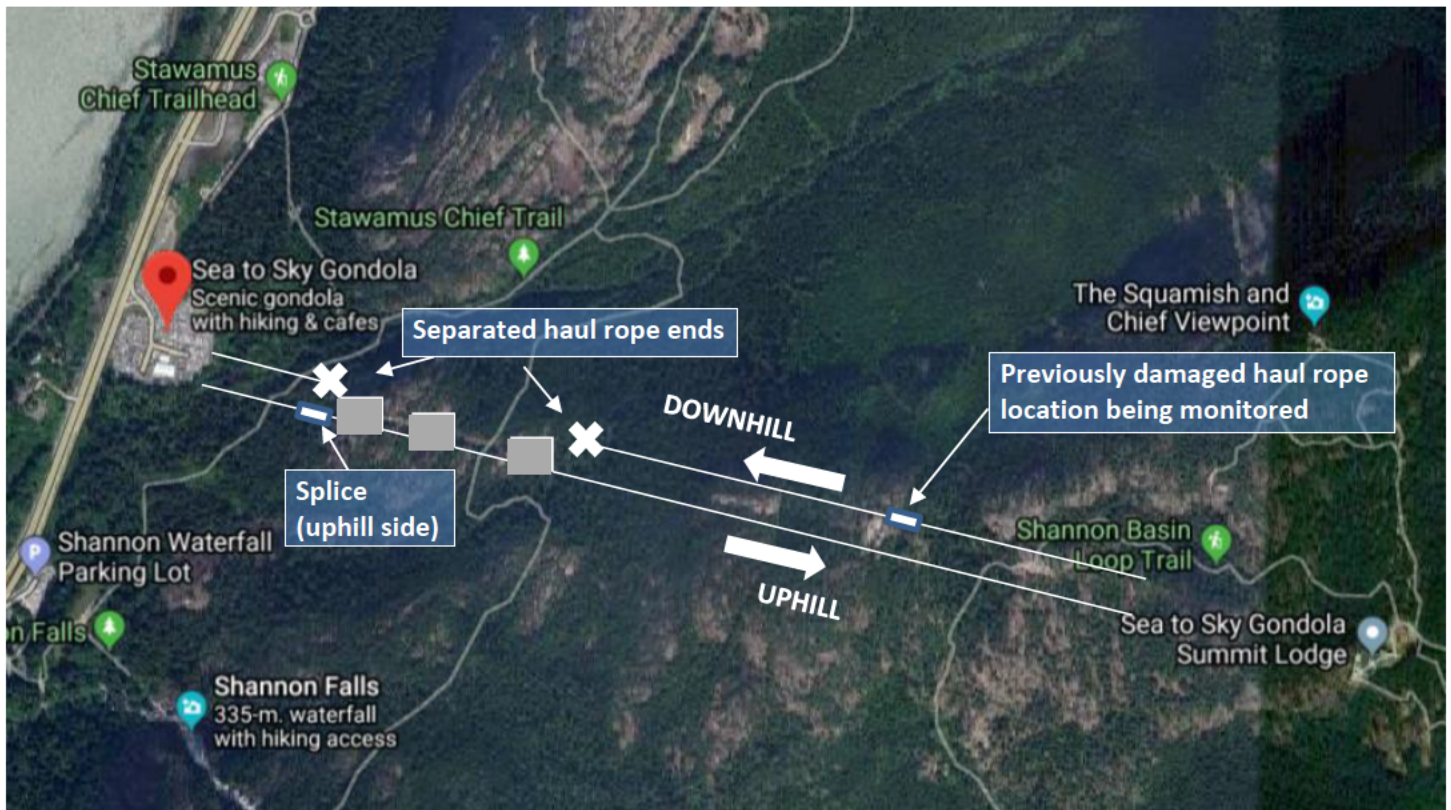 Stawamus
Chief Trailhead
Stawamus Chief Trail
Sea to Sky Gondola
Scenic gondola
with hiking & cafes
Separated haul rope ends
The Squamish and
Chief Viewpoint
Previously damaged haul rope
location being monitored
DOWNHILL
Splice
(uphill side)
UPHILL
Shannon Basin
Loop Trail
P
Shannon Waterfall
Parking Lot
on Falls
Sea to Sky Gondola
Summit Lodge
Shannon Falls
335-m. waterfall
with hiking access